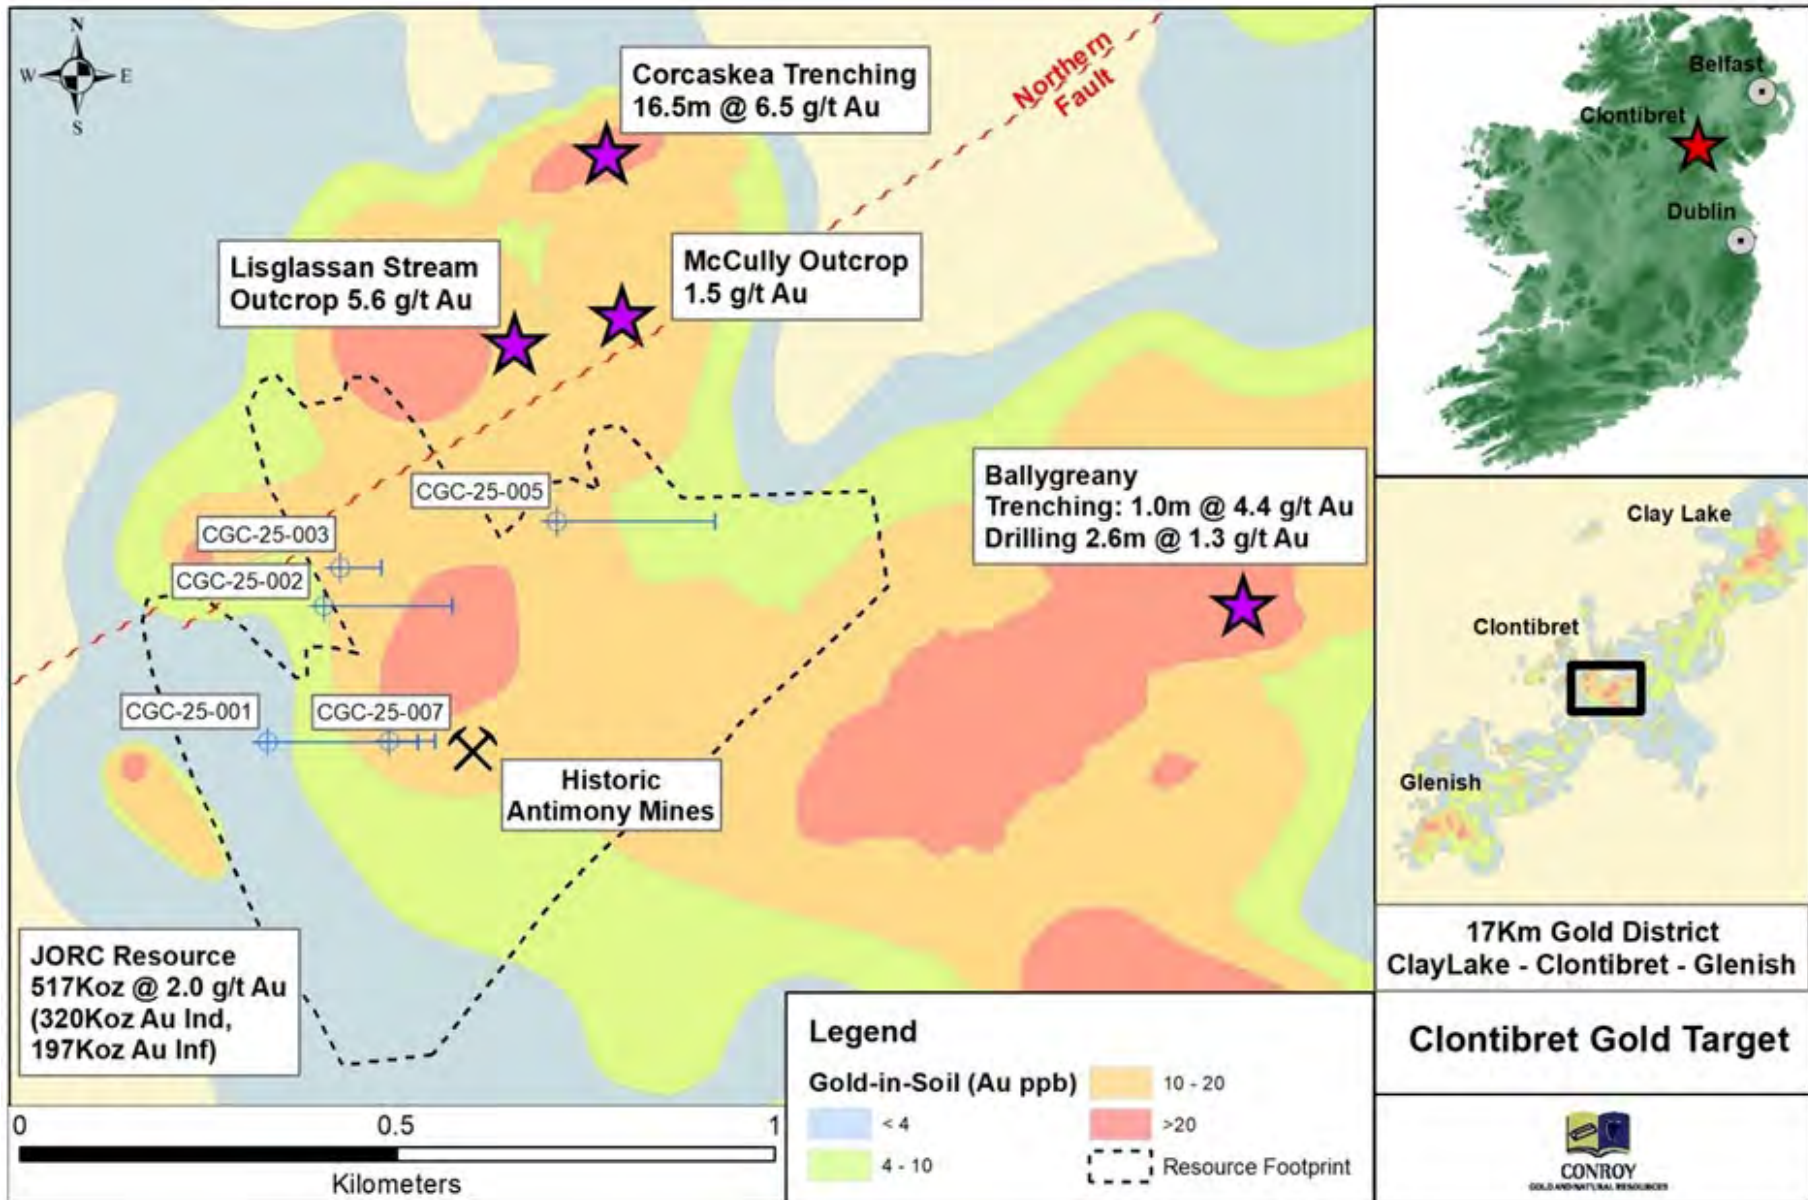 N
W
E
S
Corcaskea Trenching
16.5m @ 6.5 g/t Au
Northern
Fault
Lisglassan Stream
Outcrop 5.6 g/t Au
McCully Outcrop
1.5 g/t Au
CGC-25-005
CGC-25-003
CGC-25-002
Ballygreany
Trenching: 1.0m @ 4.4 g/t Au
Drilling 2.6m @ 1.3 g/t Au
CGC-25-001
CGC-25-007
Historic
Antimony Mines
JORC Resource
517Koz @ 2.0 g/t Au
(320Koz Au Ind,
197Koz Au Inf)
0
0.5
1
Kilometers
Legend
Gold-in-Soil (Au ppb)
< 4
4 - 10
10 - 20
>20
Resource Footprint
Belfast
Clontibret
Dublin
Clay Lake
Clontibret
Glenish
17Km Gold District
ClayLake - Clontibret - Glenish
Clontibret Gold Target
CONROY
GOLD AND NATURAL RESOURCES